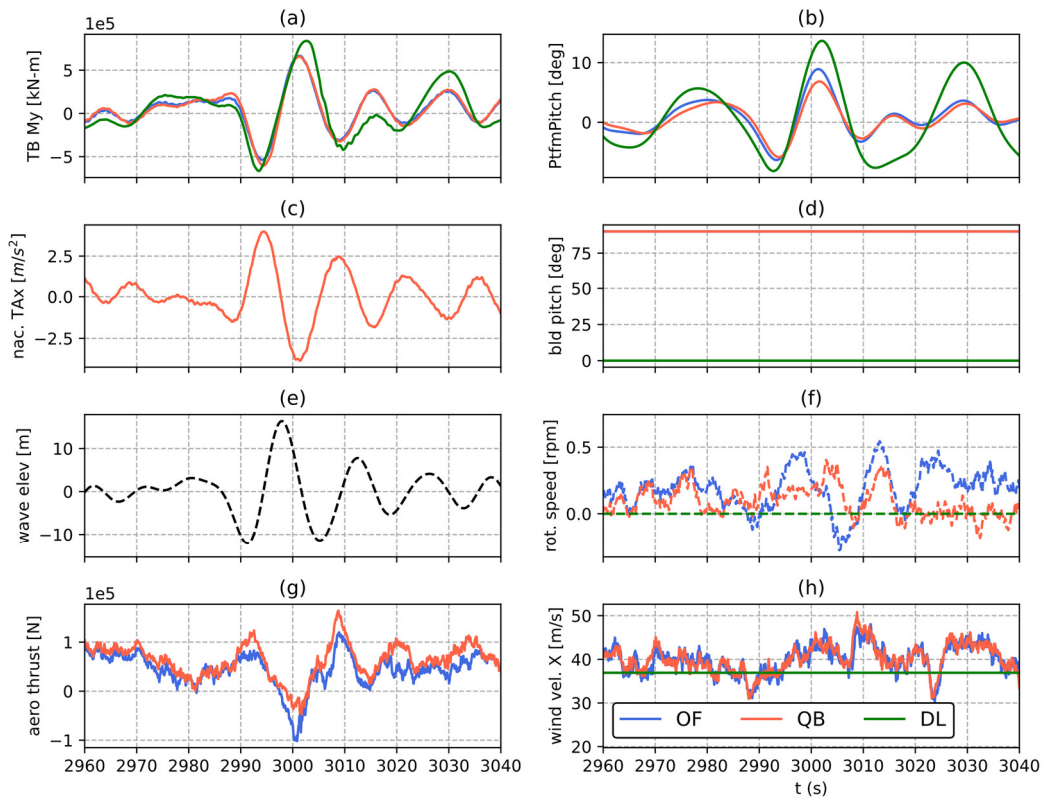 (a)
1e5
TB My [kN-m]
5
0
−5
(b)
PtfmPitch [deg]
10
0
(c)
nac. TAx [m/s²]
2.5
0.0
−2.5
(d)
bld pitch [deg]
75
50
25
0
(e)
wave elev [m]
10
0
−10
(f)
rot. speed [rpm]
0.5
0.0
(g)
1e5
aero thrust [N]
1
0
−1
2960 2970 2980 2990 3000 3010 3020 3030 3040
(h)
wind vel. X [m/s]
50
40
30
20
OF QB DL
2960 2970 2980 2990 3000 3010 3020 3030 3040
t (s)